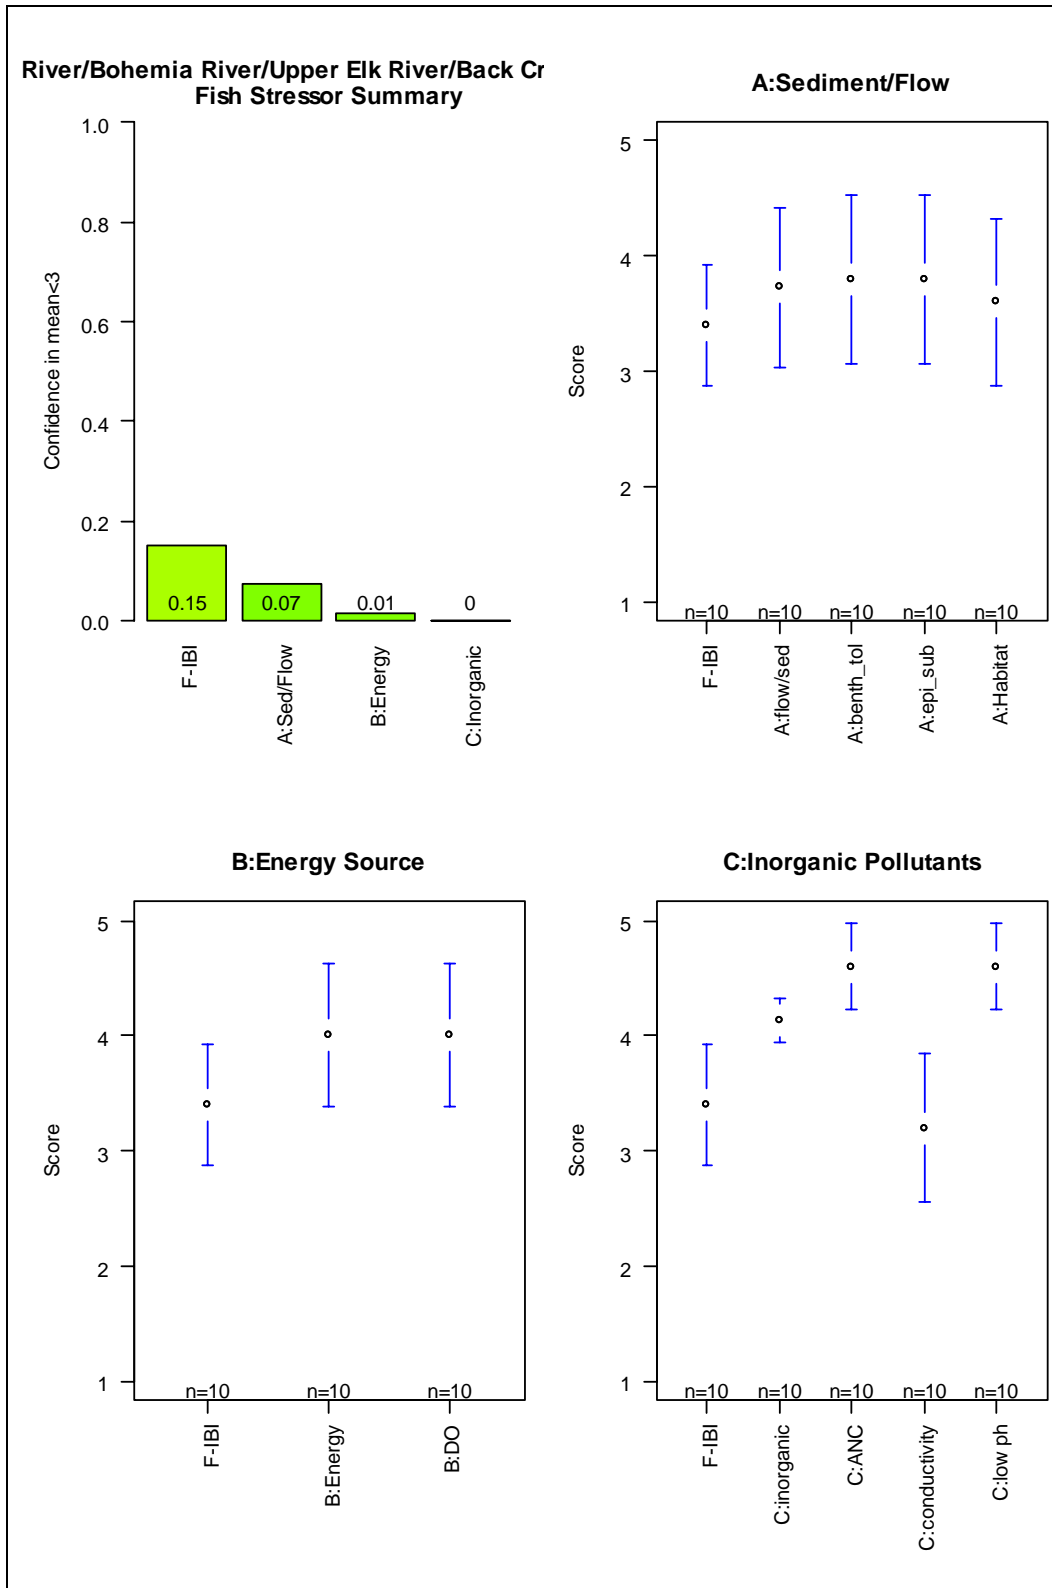 River/Bohemia River/Upper Elk River/Back Cr
Fish Stressor Summary
Confidence in mean<3
1.0
0.8
0.6
0.4
0.2
0.0
0.15
0.07
0.01
0
F-IBI
A:Sed/Flow
B:Energy
C:Inorganic
A:Sediment/Flow
Score
5
4
3
2
1
n=10
n=10
n=10
n=10
n=10
F-IBI
A:flow/sed
A:benth_tol
A:epi_sub
A:Habitat
B:Energy Source
Score
5
4
3
2
1
n=10
n=10
n=10
F-IBI
B:Energy
B:DO
C:Inorganic Pollutants
Score
5
4
3
2
1
n=10
n=10
n=10
n=10
n=10
F-IBI
C:inorganic
C:ANC
C:conductivity
C:low ph